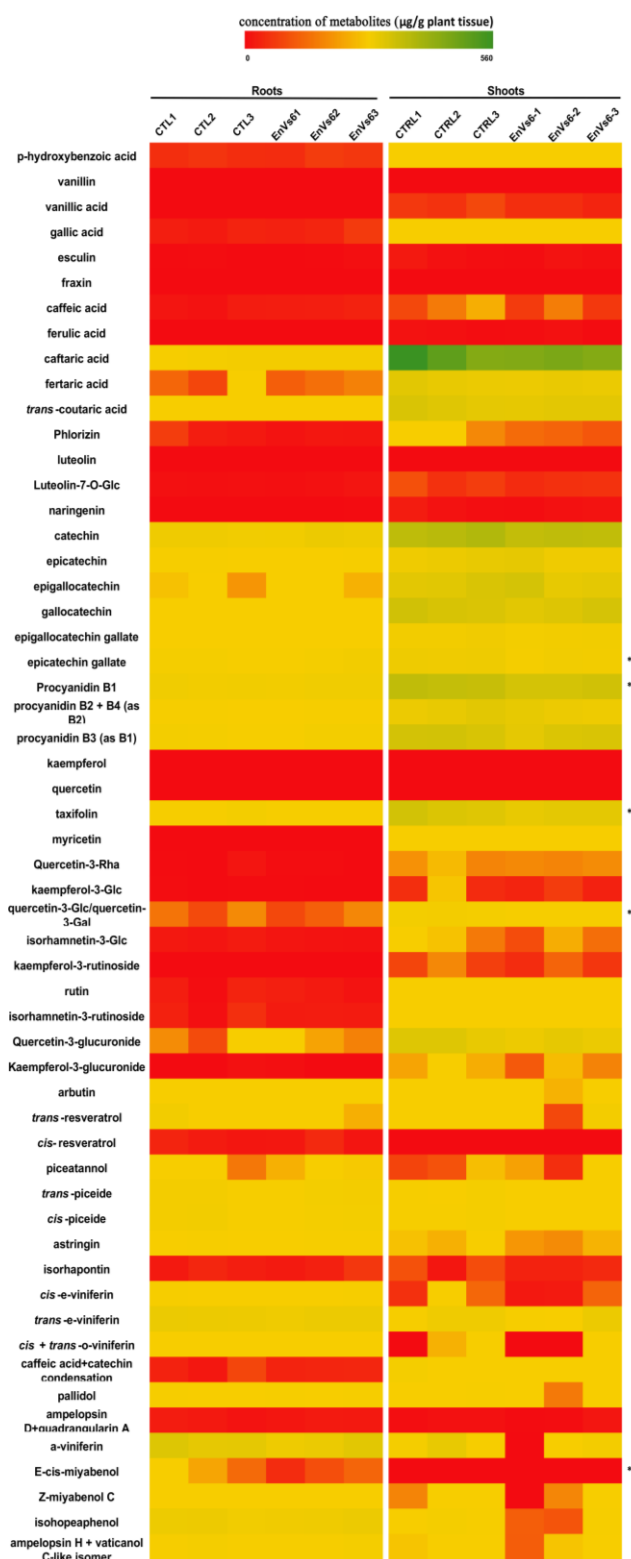 concentration of metabolites (µg/g plant tissue)
0 560
Roots Shoots
CTL1 CTL2 CTL3 EnVs61 EnVs62 EnVs63 CTRL1 CTRL2 CTRL3 EnVs6-1 EnVs6-2 EnVs6-3
p-hydroxybenzoic acid
vanillin
vanillic acid
gallic acid
esculin
fraxin
caffeic acid
ferulic acid
caftaric acid
fertaric acid
trans-coutaric acid
Phlorizin
luteolin
Luteolin-7-O-Glc
naringenin
catechin
epicatechin
epigallocatechin
gallocatechin
epigallocatechin gallate
epicatechin gallate *
Procyanidin B1 *
procyanidin B2 + B4 (as
B2)
procyanidin B3 (as B1)
kaempferol
quercetin
taxifolin *
myricetin
Quercetin-3-Rha
kaempferol-3-Glc
quercetin-3-Glc/quercetin-
3-Gal *
isorhamnetin-3-Glc
kaempferol-3-rutinoside
rutin
isorhamnetin-3-rutinoside
Quercetin-3-glucuronide
Kaempferol-3-glucuronide
arbutin
trans-resveratrol
cis-resveratrol
piceatannol
trans-piceide
cis-piceide
astringin
isorhapontin
cis-e-viniferin
trans-e-viniferin
cis + trans-o-viniferin
caffeic acid+catechin
condensation
pallidol
ampelopsin
D+quadrangularin A
a-viniferin
E-cis-miyabenol *
Z-miyabenol C
isohopeaphenol
ampelopsin H + vaticanol
C-like isomer